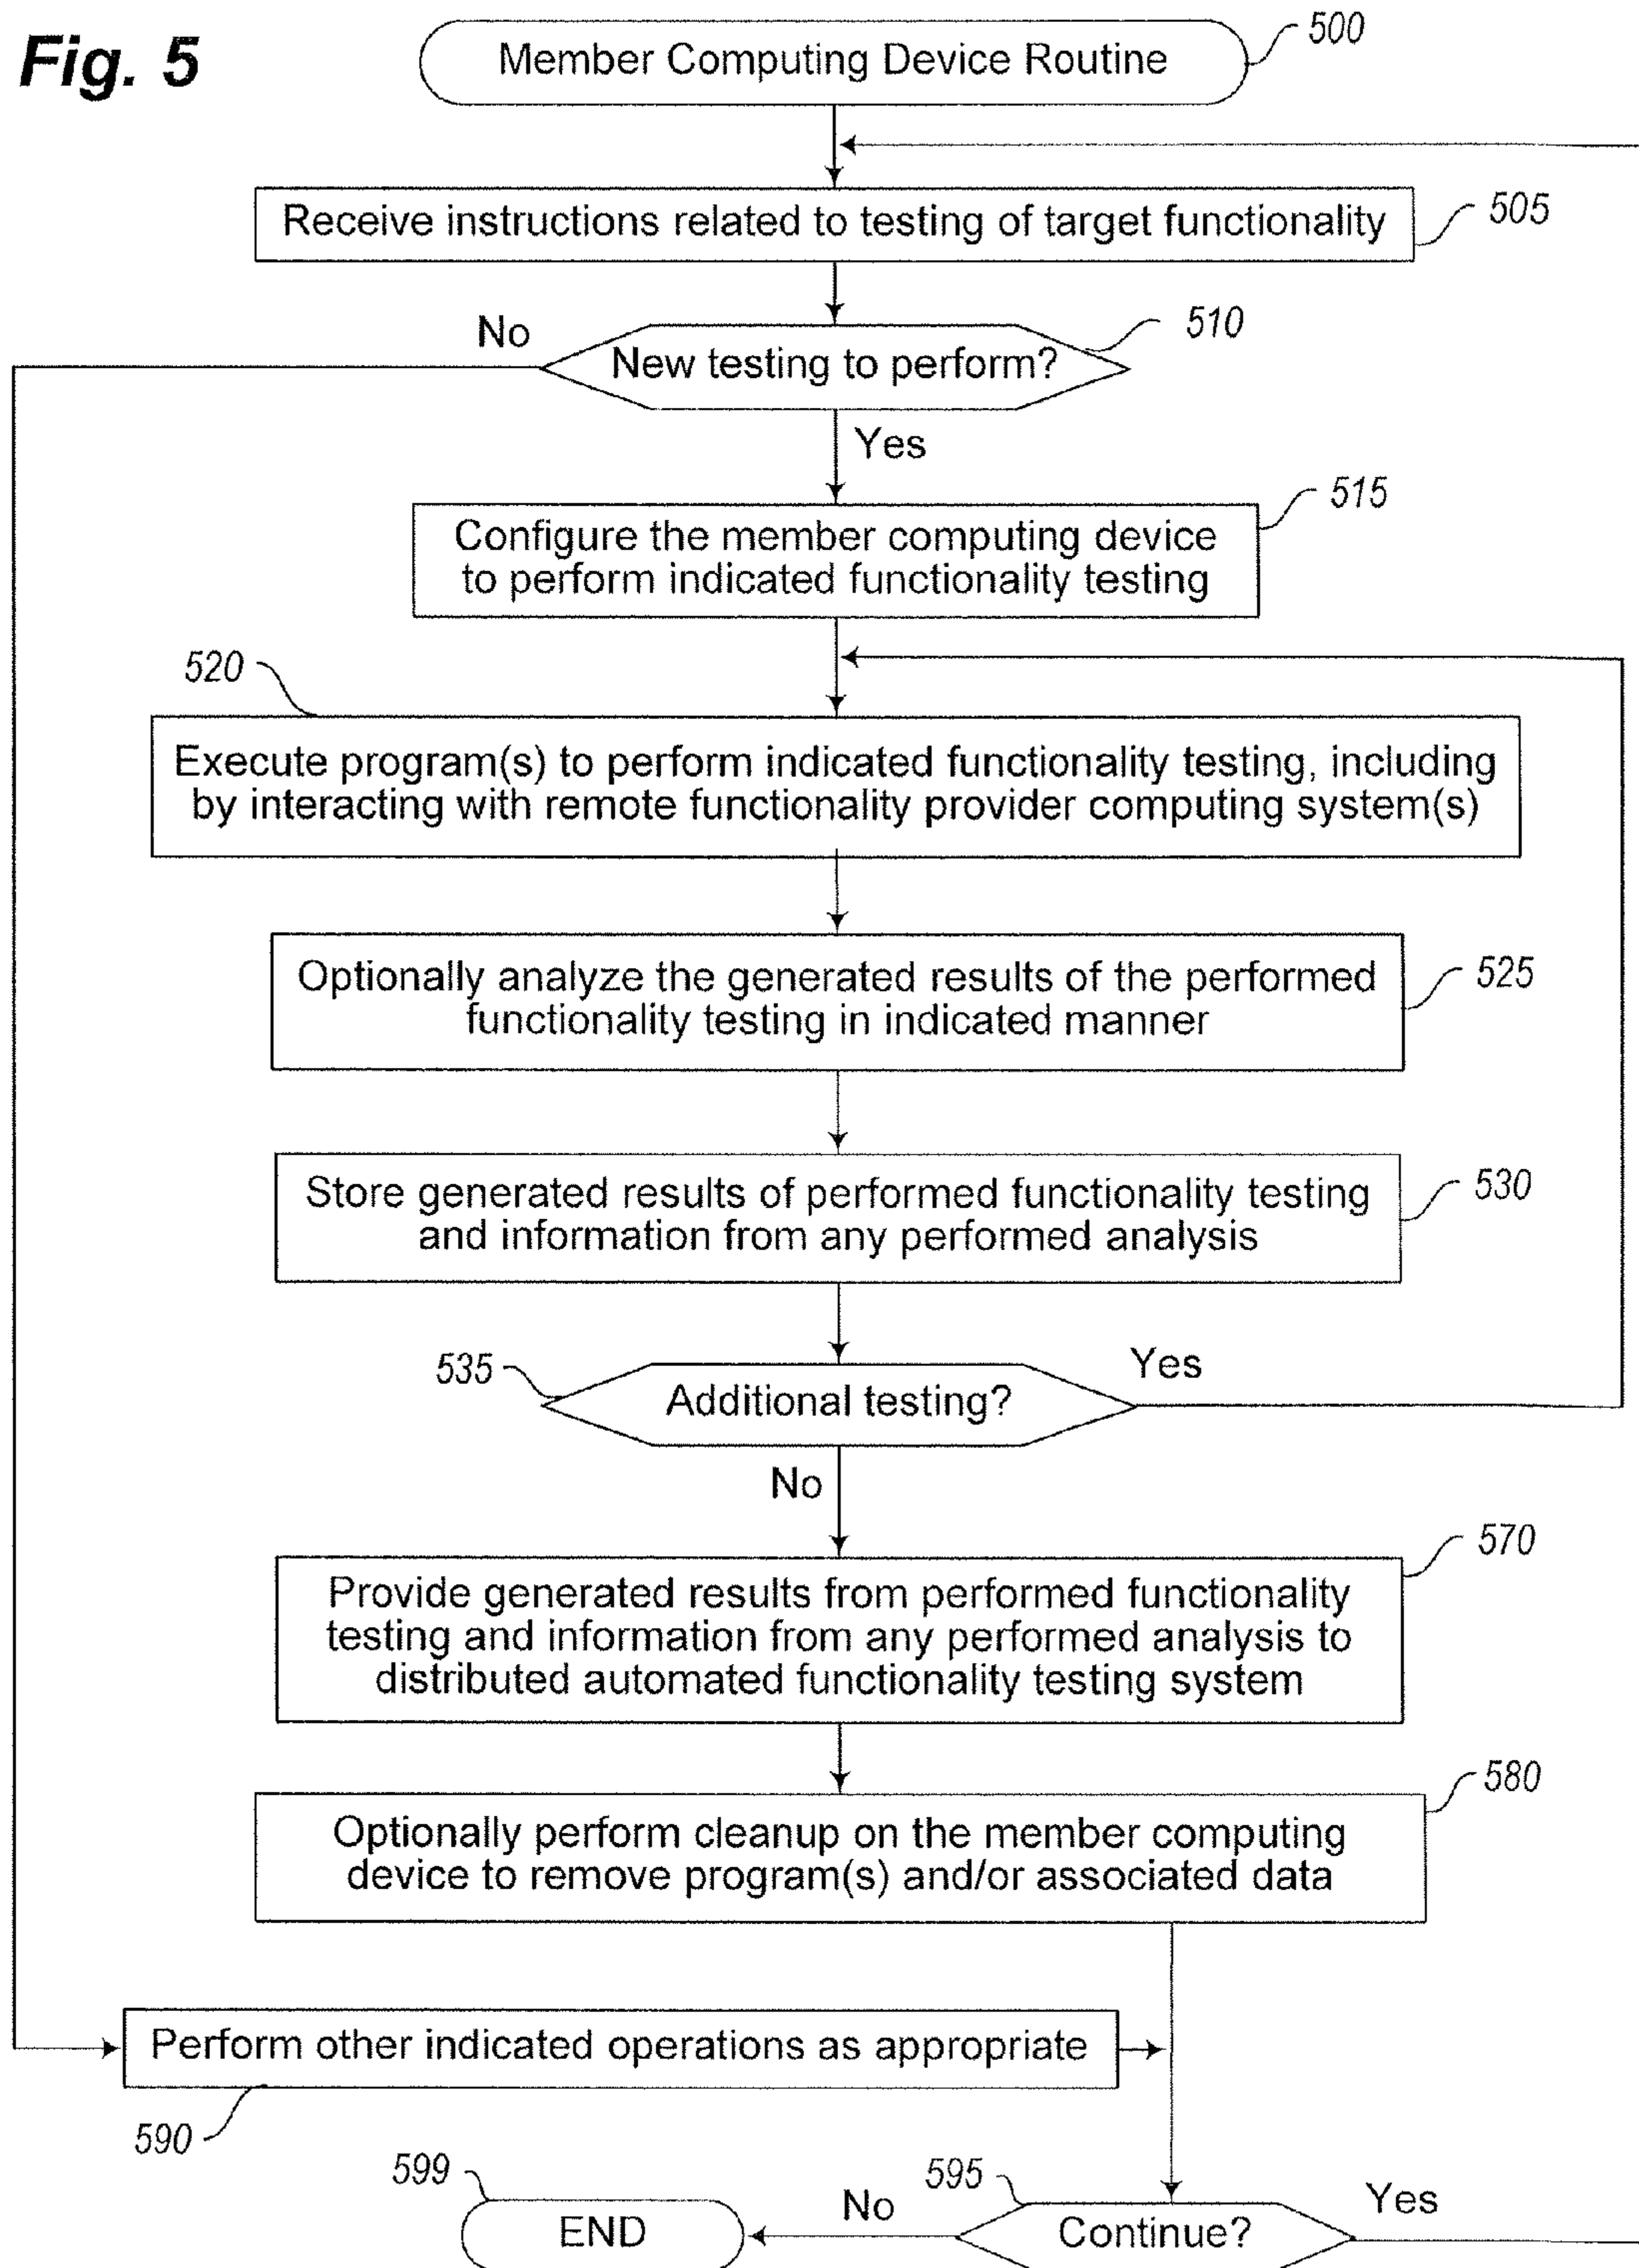 Fig. 5
Member Computing Device Routine
500
Receive instructions related to testing of target functionality
505
No
New testing to perform?
510
Yes
Configure the member computing device
to perform indicated functionality testing
515
520
Execute program(s) to perform indicated functionality testing, including
by interacting with remote functionality provider computing system(s)
Optionally analyze the generated results of the performed
functionality testing in indicated manner
525
Store generated results of performed functionality testing
and information from any performed analysis
530
535
Additional testing?
Yes
No
Provide generated results from performed functionality
testing and information from any performed analysis to
distributed automated functionality testing system
570
Optionally perform cleanup on the member computing
device to remove program(s) and/or associated data
580
Perform other indicated operations as appropriate
590
599
END
No
595
Continue?
Yes